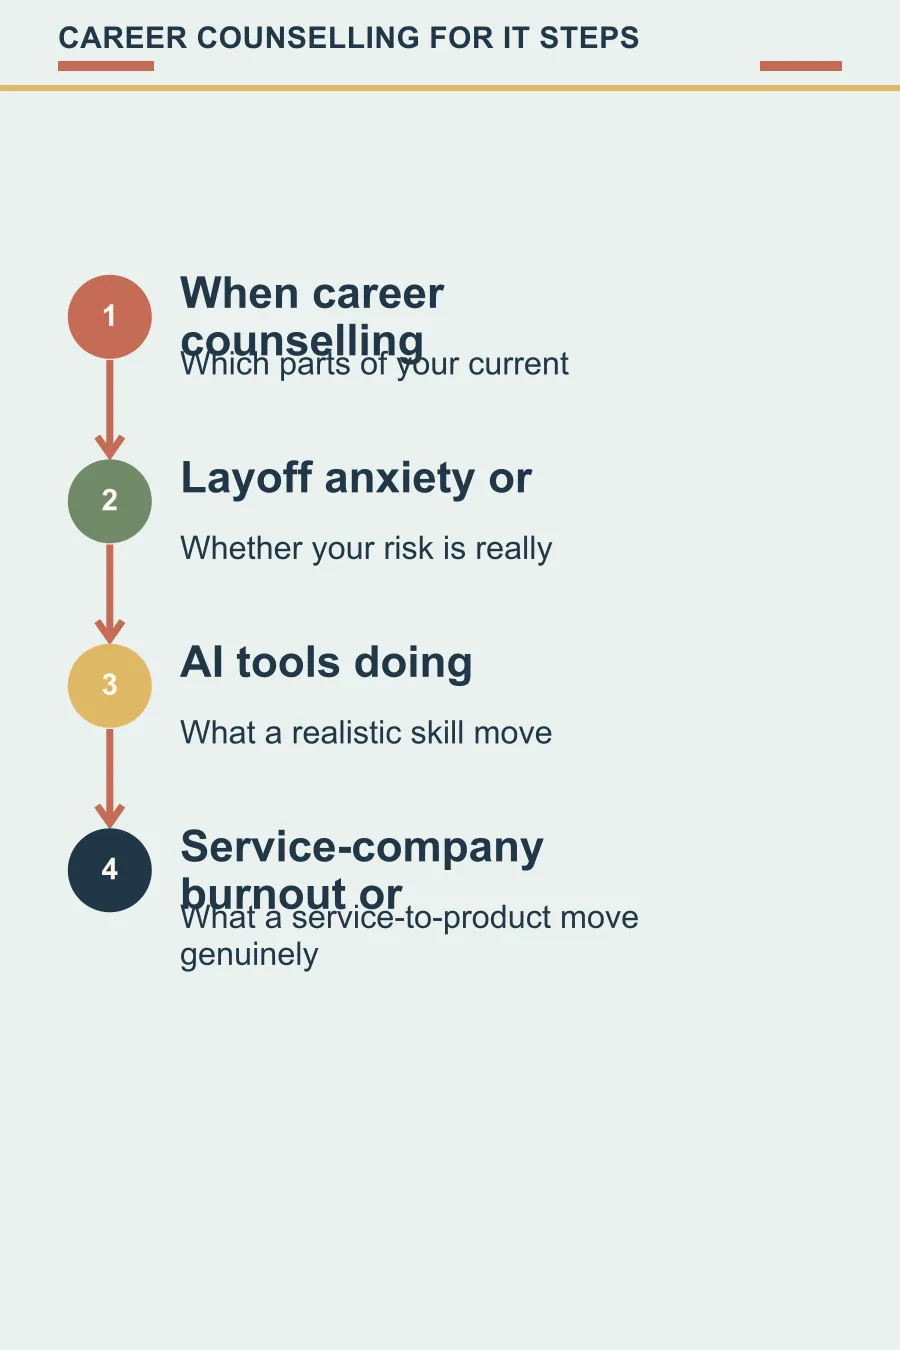 CAREER COUNSELLING FOR IT STEPS
1
When career
counselling
Which parts of your current
2
Layoff anxiety or
Whether your risk is really
3
AI tools doing
What a realistic skill move
4
Service-company
burnout or
What a service-to-product move
genuinely